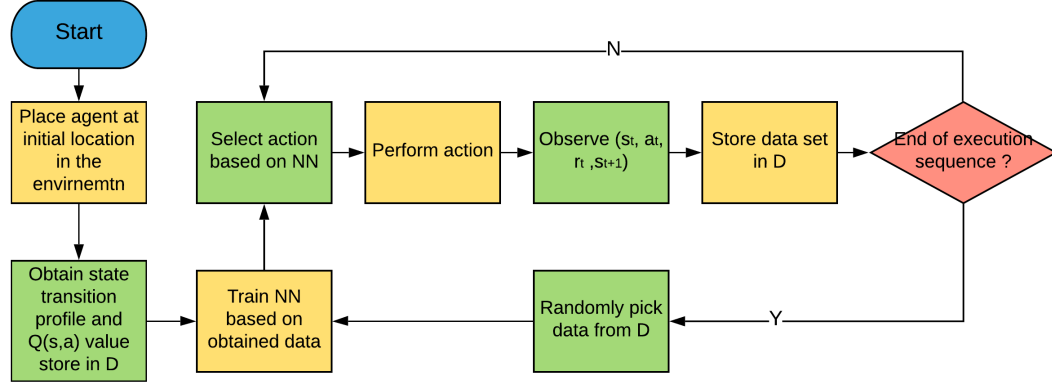 Start
Place agent at
initial location
in the
envirnemtn
Obtain state
transition
profile and
Q(s,a) value
store in D
Train NN
based on
obtained data
Select action
based on NN
Perform action
Observe (sₜ, aₜ,
rₜ ,sₜ₊₁)
Store data set
in D
End of execution
sequence ?
N
Y
Randomly pick
data from D